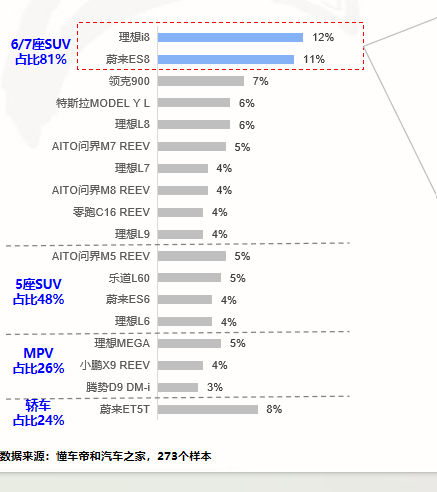 6/7座SUV
占比81%
理想i8 12%
蔚来ES8 11%
领克900 7%
特斯拉MODEL Y L 6%
理想L8 6%
AITO问界M7 REEV 5%
理想L7 4%
AITO问界M8 REEV 4%
零跑C16 REEV 4%
理想L9 4%
5座SUV
占比48%
AITO问界M5 REEV 5%
乐道L60 5%
蔚来ES6 4%
理想L6 4%
MPV
占比26%
理想MEGA 5%
小鹏X9 REEV 4%
腾势D9 DM-i 3%
轿车
占比24%
蔚来ET5T 8%
数据来源：懂车帝和汽车之家，273个样本